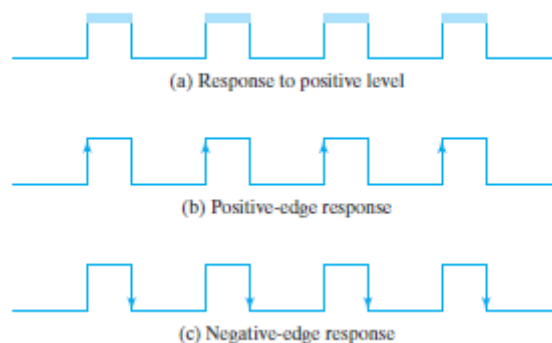 (a) Response to positive level
(b) Positive-edge response
(c) Negative-edge response